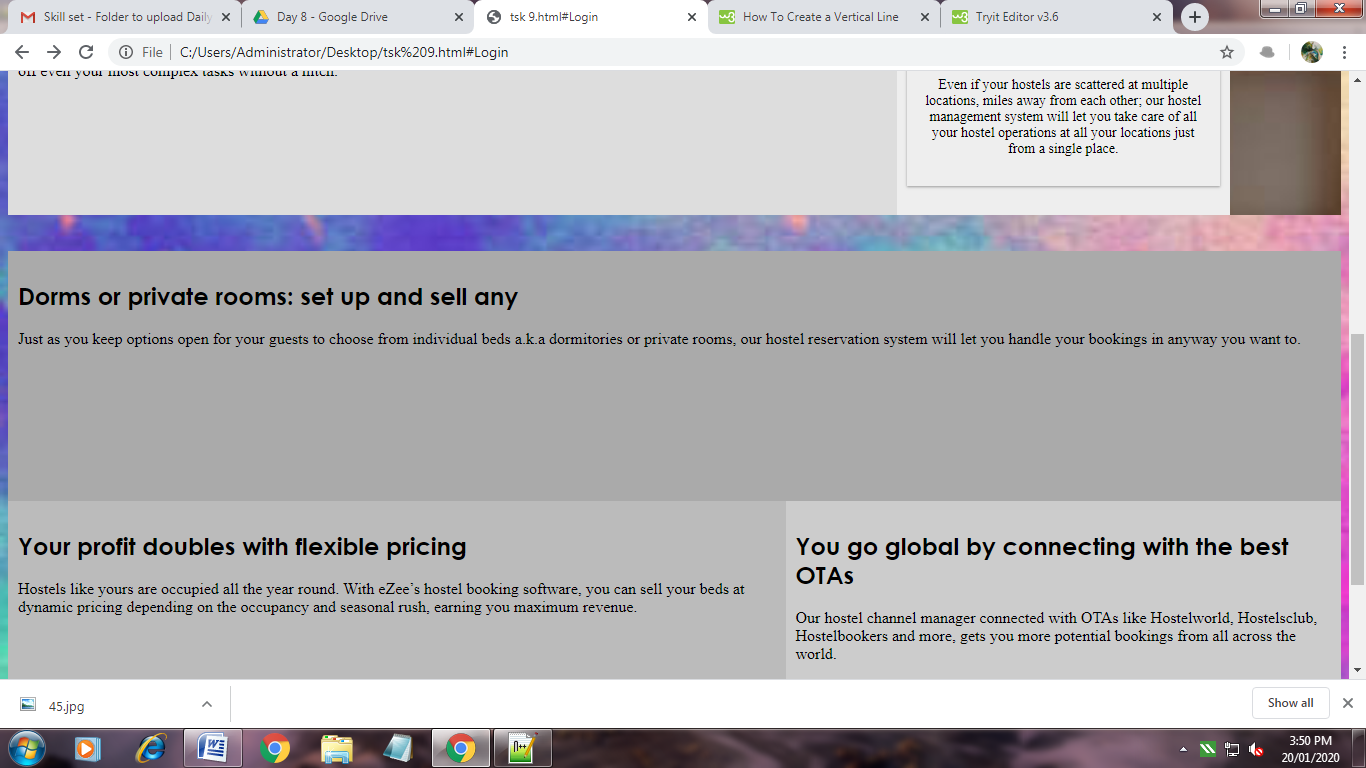 Skill set - Folder to upload Daily
Day 8 - Google Drive
tsk 9.html#Login
How To Create a Vertical Line
Tryit Editor v3.6
File
C:/Users/Administrator/Desktop/tsk%209.html#Login
off even your most complex tasks without a hitch.
Even if your hostels are scattered at multiple
locations, miles away from each other; our hostel
management system will let you take care of all
your hostel operations at all your locations just
from a single place.
Dorms or private rooms: set up and sell any
Just as you keep options open for your guests to choose from individual beds a.k.a dormitories or private rooms, our hostel reservation system will let you handle your bookings in anyway you want to.
Your profit doubles with flexible pricing
Hostels like yours are occupied all the year round. With eZee’s hostel booking software, you can sell your beds at
dynamic pricing depending on the occupancy and seasonal rush, earning you maximum revenue.
You go global by connecting with the best
OTAs
Our hostel channel manager connected with OTAs like Hostelworld, Hostelsclub,
Hostelbookers and more, gets you more potential bookings from all across the
world.
45.jpg
Show all
3:50 PM
20/01/2020